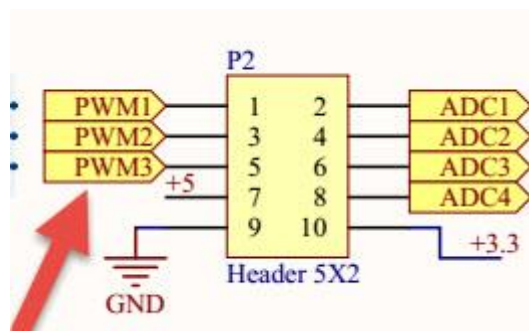 P2
PWM1 1 2 ADC1
PWM2 3 4 ADC2
PWM3 5 6 ADC3
+5 7 8 ADC4
9 10
+3.3
Header 5X2
GND